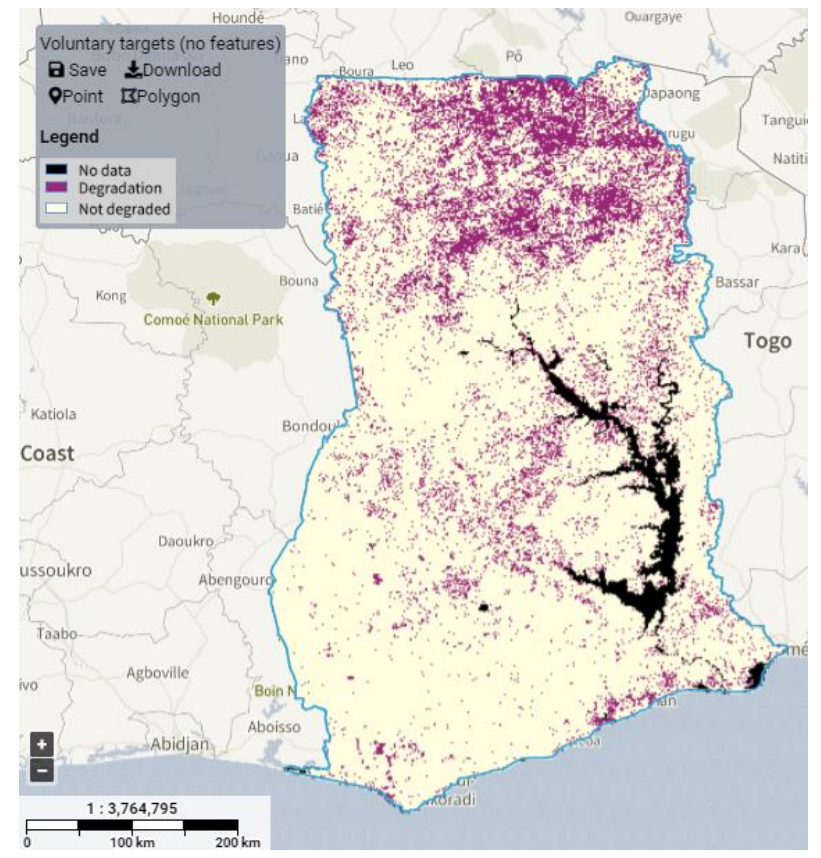 Houndé
Ouargaye
Voluntary targets (no features)
Save Download
Point Polygon
Legend
No data
Degradation
Not degraded
Leo
Pô
Boura
Dapaong
Tanguié
Natiti
Batié
Kara
Bouna
Bassar
Kong
Comoé National Park
Togo
Katiola
Bondou
Coast
Daoukro
ussoukro
Abengouro
Taabo
Agboville
ivo
Boin N
Aboisso
Abidjan
koradi
1 : 3,764,795
0 100 km 200 km
+
−